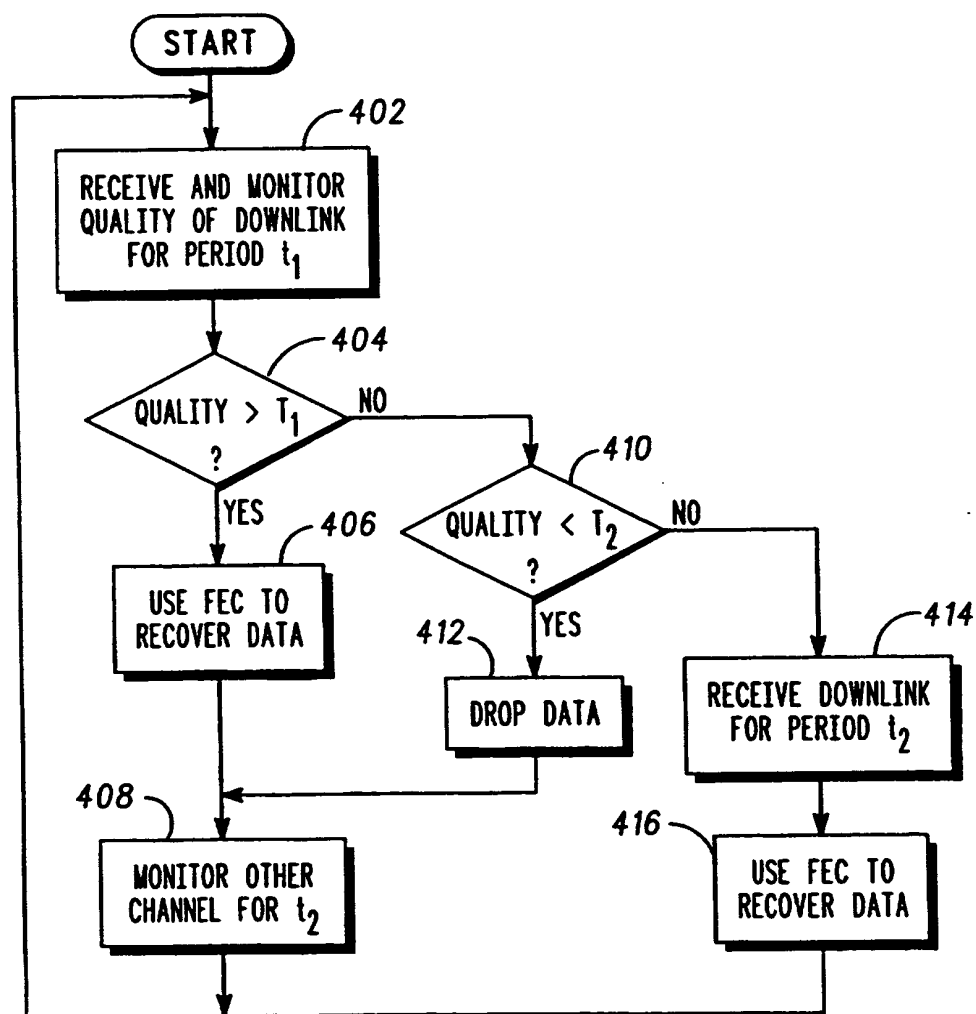 START
402
RECEIVE AND MONITOR
QUALITY OF DOWNLINK
FOR PERIOD t₁
404
QUALITY > T₁
?
NO
YES
410
QUALITY < T₂
?
NO
YES
406
USE FEC TO
RECOVER DATA
412
DROP DATA
414
RECEIVE DOWNLINK
FOR PERIOD t₂
408
MONITOR OTHER
CHANNEL FOR t₂
416
USE FEC TO
RECOVER DATA